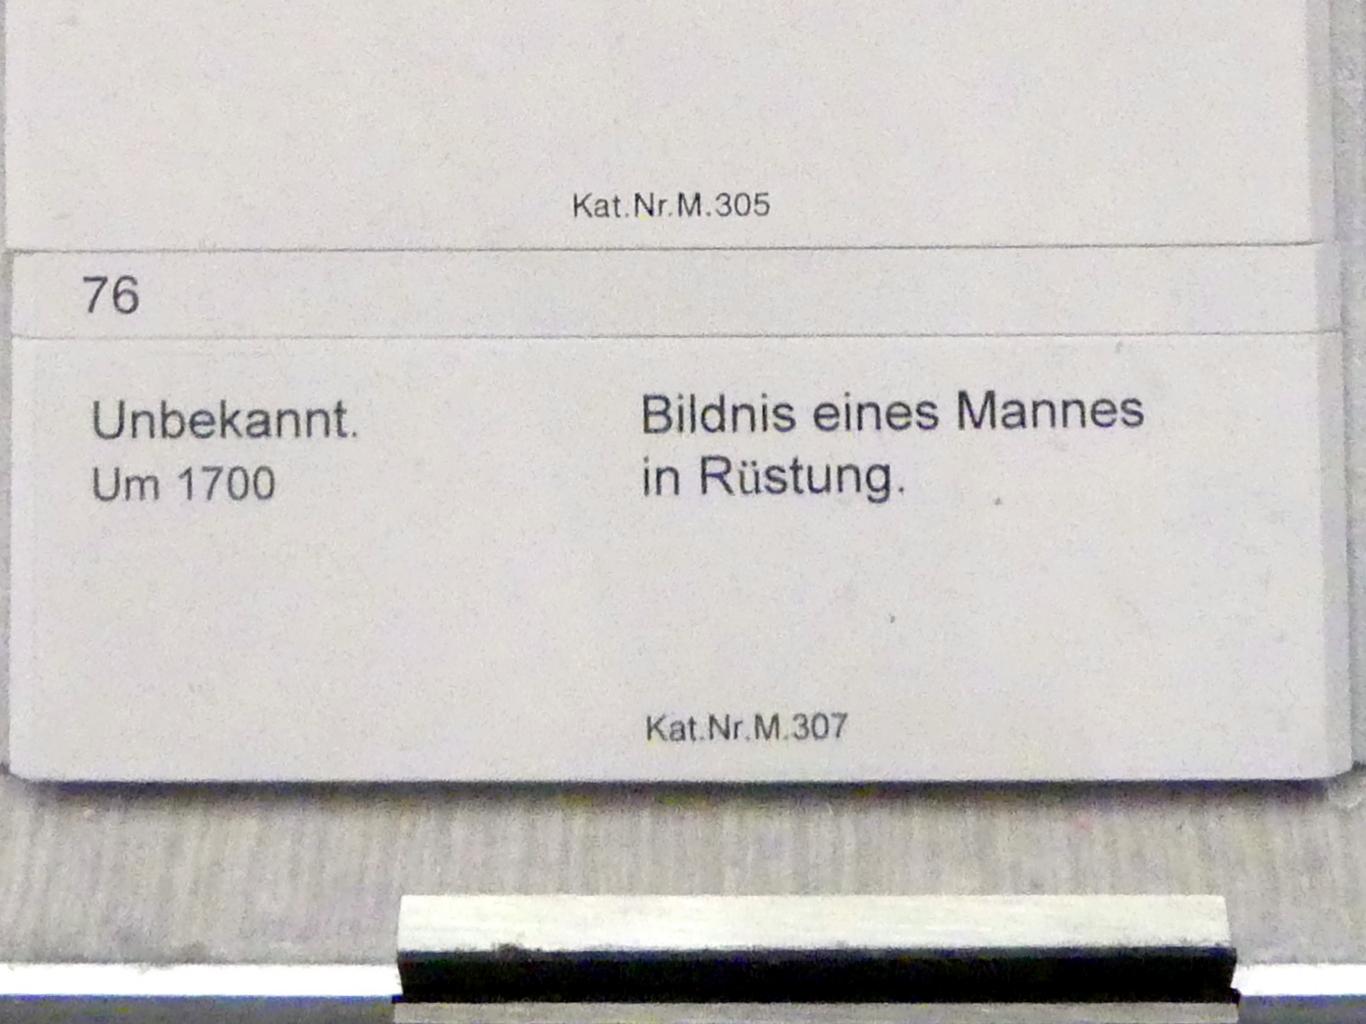 Kat.Nr.M.305
76
Unbekannt.
Um 1700
Bildnis eines Mannes
in Rüstung.
Kat.Nr.M.307